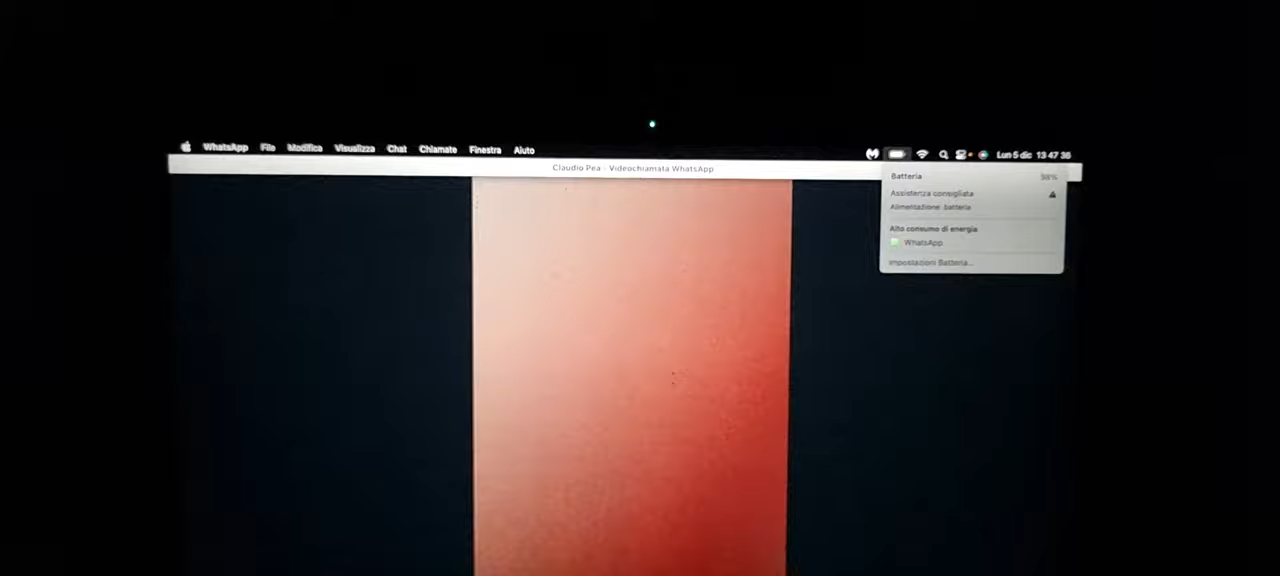 WhatsApp File Modifica Visualizza Chat Chiamate Finestra Aiuto Lun 5 dic 13 47 36
Claudio Pea - Videochiamata WhatsApp
Batteria 98%
Assistenza consigliata
Alimentazione: batteria
Alto consumo di energia
WhatsApp
Impostazioni Batteria...